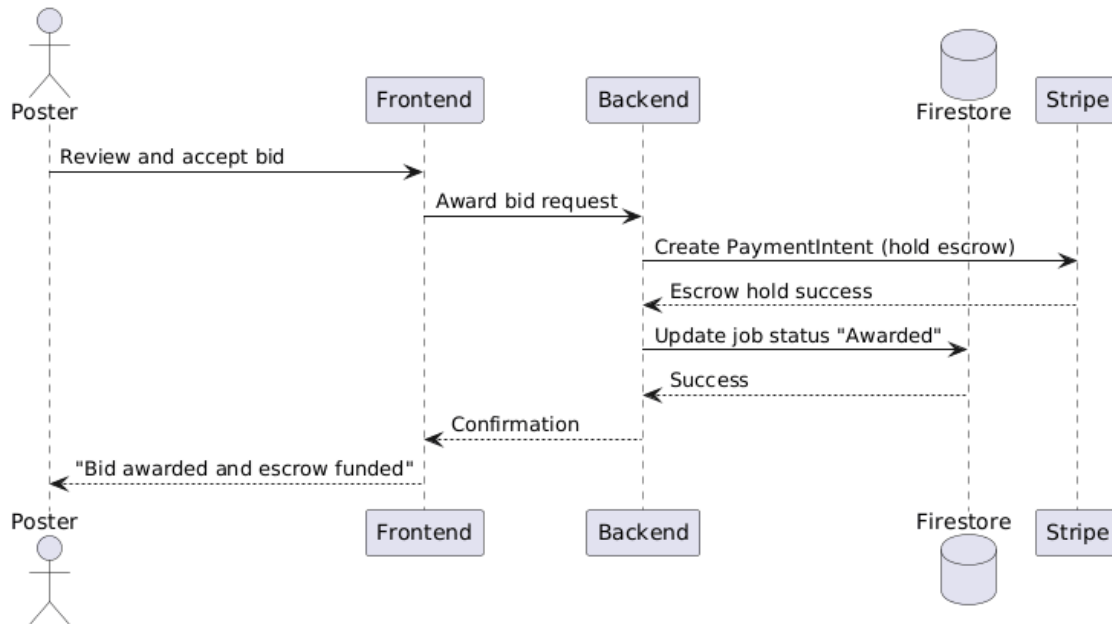 Poster
Frontend
Backend
Firestore
Stripe
Review and accept bid
Award bid request
Create PaymentIntent (hold escrow)
Escrow hold success
Update job status "Awarded"
Success
Confirmation
"Bid awarded and escrow funded"
Poster
Frontend
Backend
Firestore
Stripe